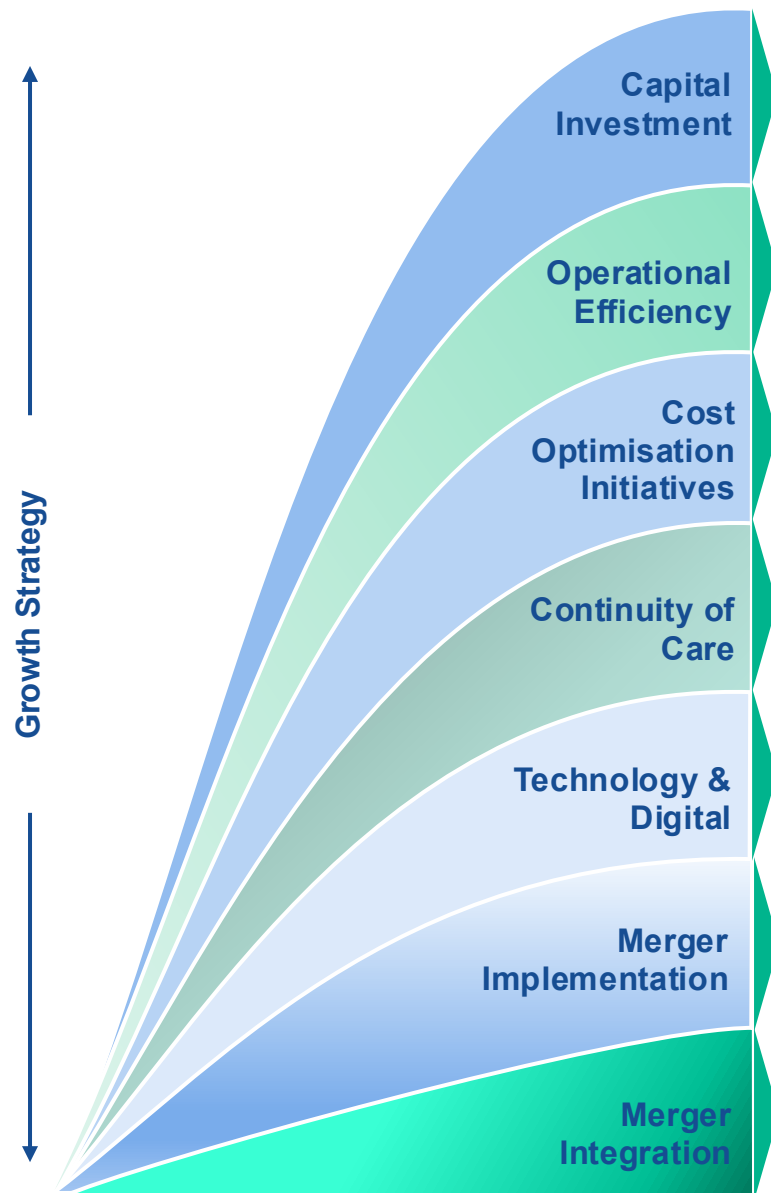 Capital
Investment
Operational
Efficiency
Cost
Optimisation
Initiatives
Growth Strategy
Continuity of
Care
Technology &
Digital
Merger
Implementation
Merger
Integration